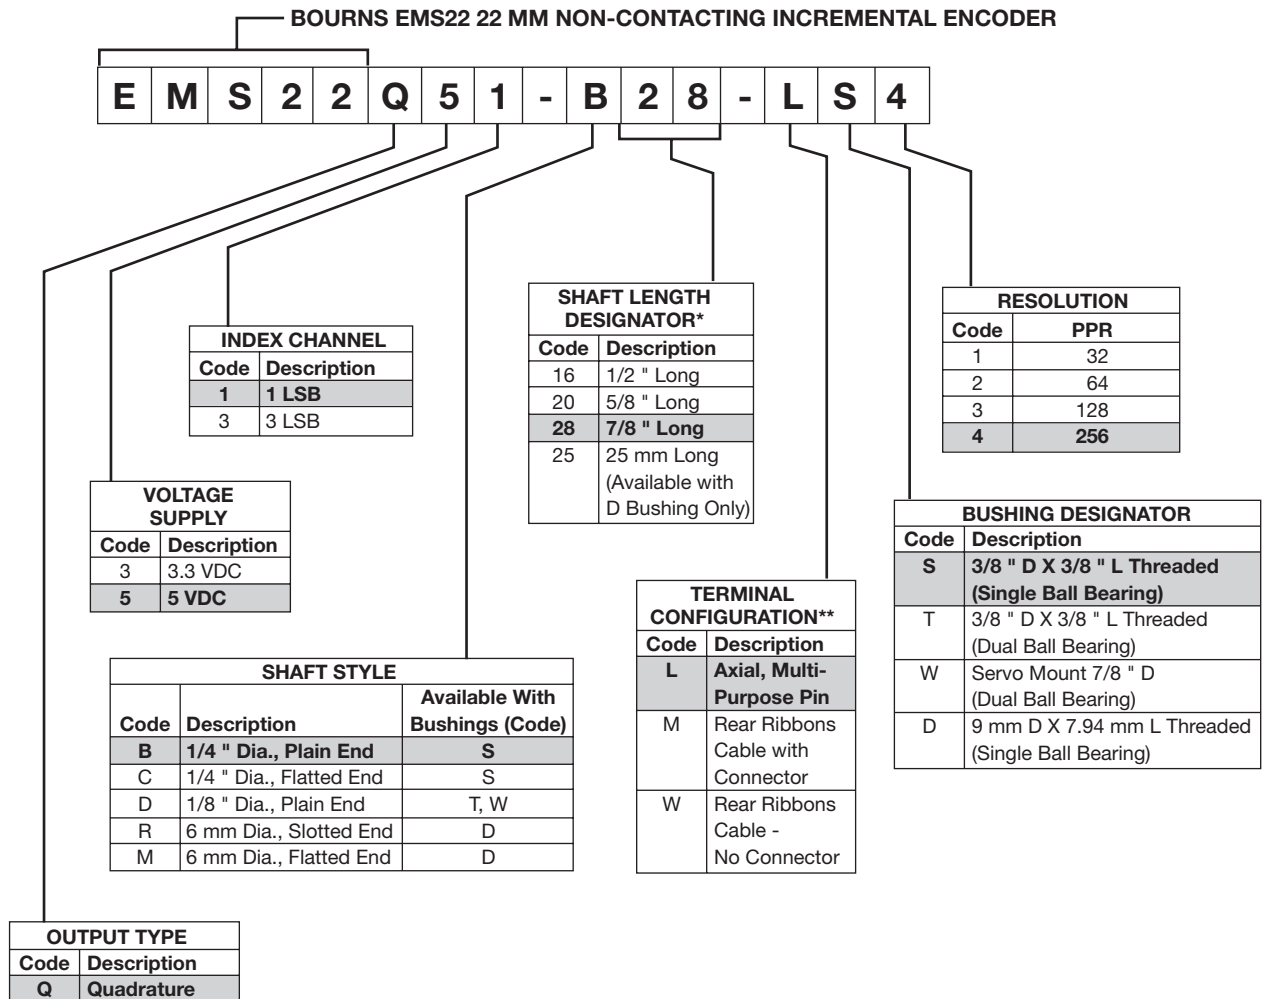 BOURNS EMS22 22 MM NON-CONTACTING INCREMENTAL ENCODER
E M S 2 2 Q 5 1 - B 2 8 - L S 4
INDEX CHANNEL
Code Description
1 1 LSB
3 3 LSB
SHAFT LENGTH
DESIGNATOR*
Code Description
16 1/2 " Long
20 5/8 " Long
28 7/8 " Long
25 25 mm Long
(Available with
D Bushing Only)
RESOLUTION
Code PPR
1 32
2 64
3 128
4 256
VOLTAGE
SUPPLY
Code Description
3 3.3 VDC
5 5 VDC
BUSHING DESIGNATOR
Code Description
S 3/8 " D X 3/8 " L Threaded
(Single Ball Bearing)
T 3/8 " D X 3/8 " L Threaded
(Dual Ball Bearing)
W Servo Mount 7/8 " D
(Dual Ball Bearing)
D 9 mm D X 7.94 mm L Threaded
(Single Ball Bearing)
TERMINAL
CONFIGURATION**
Code Description
L Axial, Multi-
Purpose Pin
M Rear Ribbons
Cable with
Connector
W Rear Ribbons
Cable -
No Connector
SHAFT STYLE
Available With
Code Description Bushings (Code)
B 1/4 " Dia., Plain End S
C 1/4 " Dia., Flatted End S
D 1/8 " Dia., Plain End T, W
R 6 mm Dia., Slotted End D
M 6 mm Dia., Flatted End D
OUTPUT TYPE
Code Description
Q Quadrature